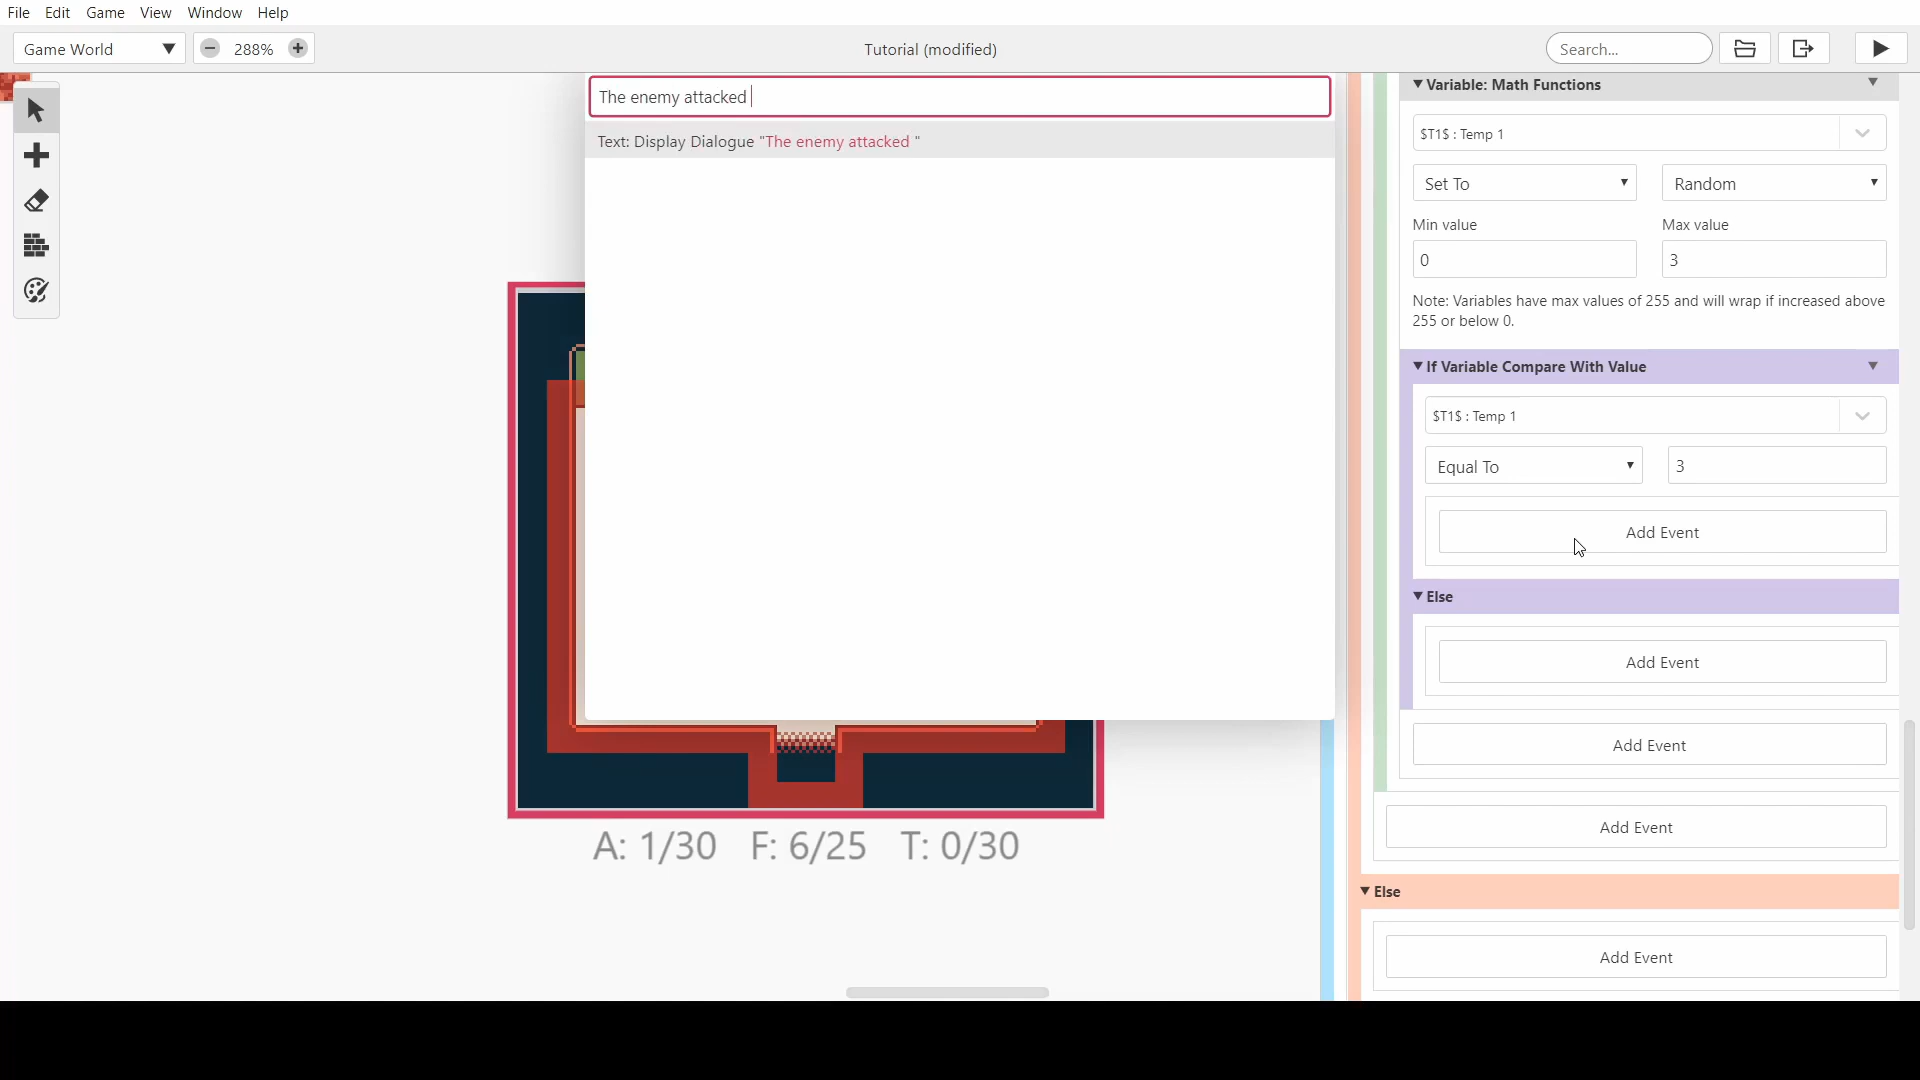 File Edit Game View Window Help
Game World 288% Tutorial (modified) Search...
The enemy attacked
Text: Display Dialogue "The enemy attacked "
Variable: Math Functions
$T1$ : Temp 1
Set To Random
Min value Max value
0 3
Note: Variables have max values of 255 and will wrap if increased above
255 or below 0.
If Variable Compare With Value
$T1$ : Temp 1
Equal To 3
Add Event
Else
Add Event
Add Event
Add Event
Else
Add Event
A: 1/30 F: 6/25 T: 0/30